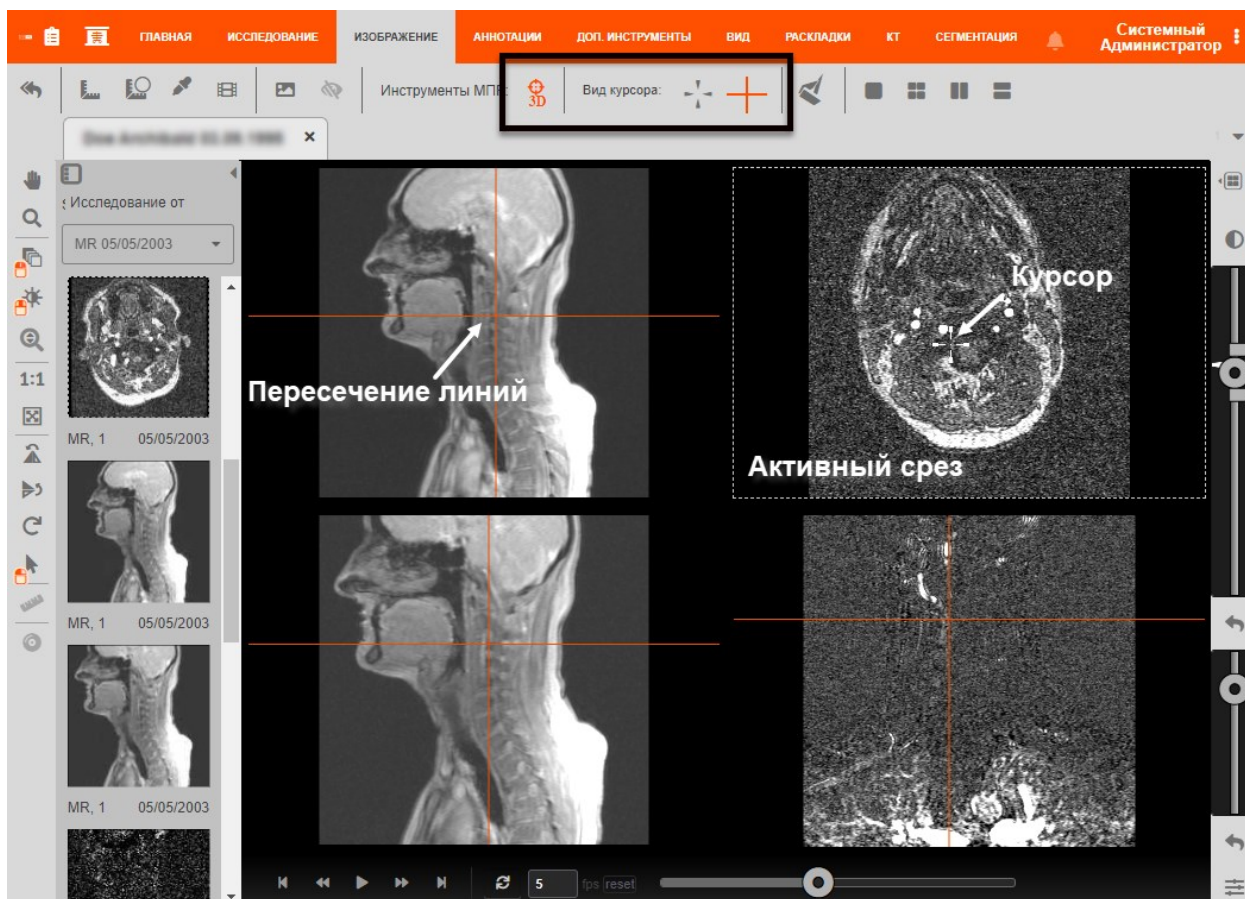 ГЛАВНАЯ ИССЛЕДОВАНИЕ ИЗОБРАЖЕНИЕ АННОТАЦИИ ДОП. ИНСТРУМЕНТЫ ВИД РАСКЛАДКИ КТ СЕГМЕНТАЦИЯ Системный Администратор
Инструменты МПР: 3D Вид курсора:
Исследование от
MR 05/05/2003
MR, 1 05/05/2003
MR, 1 05/05/2003
MR, 1 05/05/2003
1:1
Курсор
Пересечение линий
Активный срез
5 fps reset